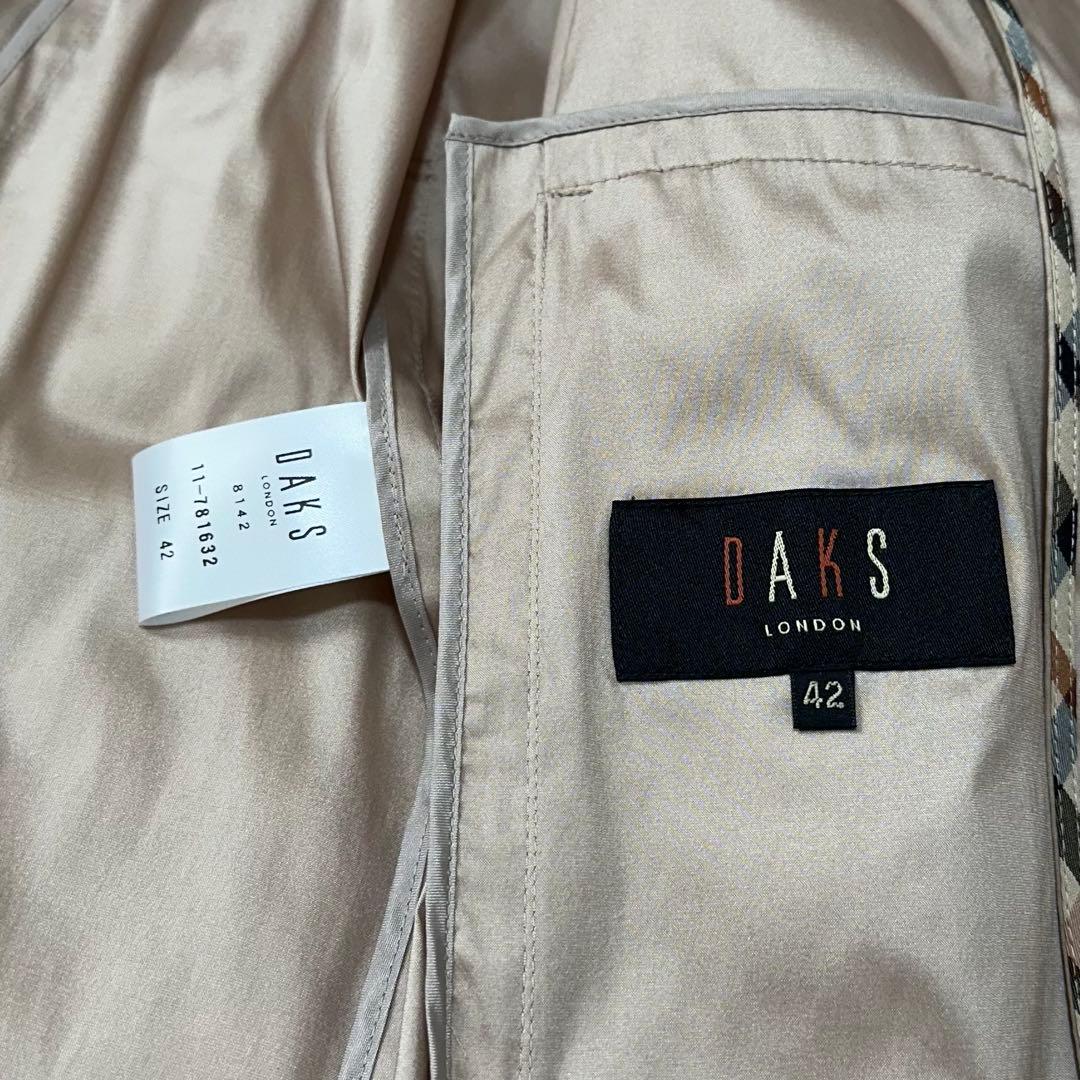 DAKS
LONDON
8142
11-781632
SIZE 42
DAKS
LONDON
42